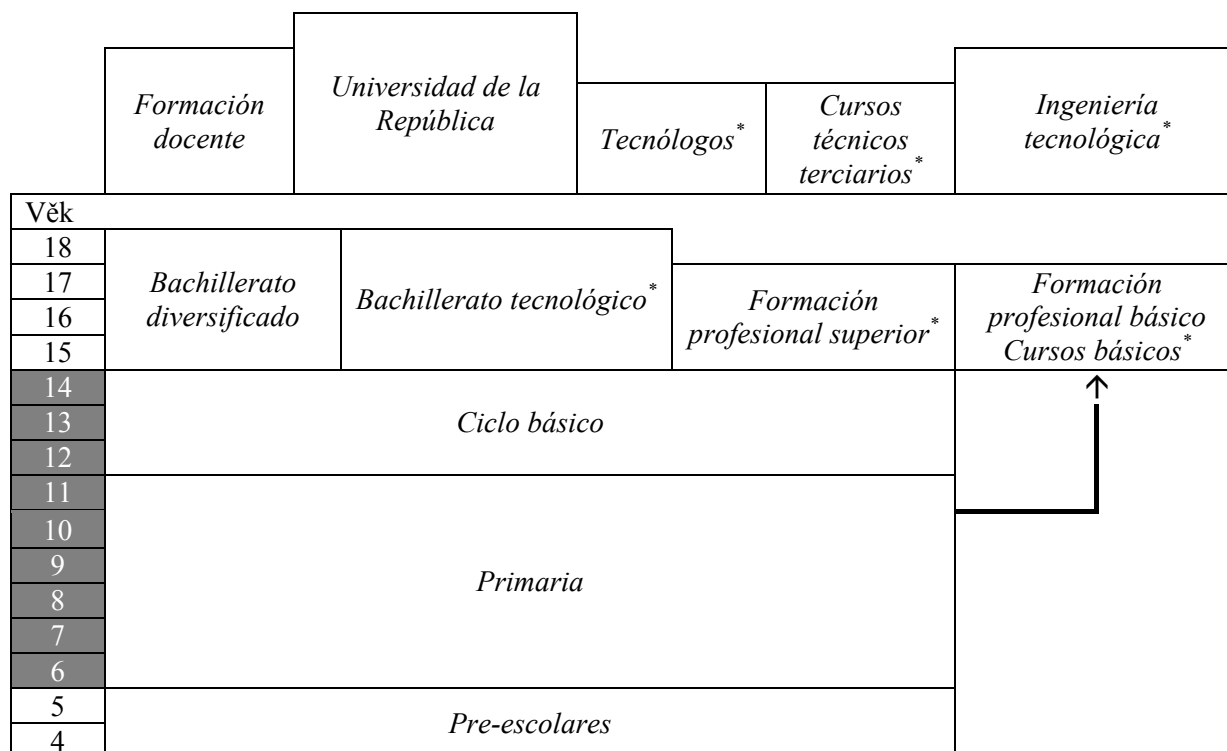 Formación
docente
Universidad de la
República
Tecnólogos*
Cursos
técnicos
terciarios*
Ingeniería
tecnológica*
Věk
18
17
16
15
Bachillerato
diversificado
Bachillerato tecnológico*
Formación
profesional superior*
Formación
profesional básico
Cursos básicos*
14
13
12
Ciclo básico
11
10
9
8
7
6
Primaria
5
4
Pre-escolares